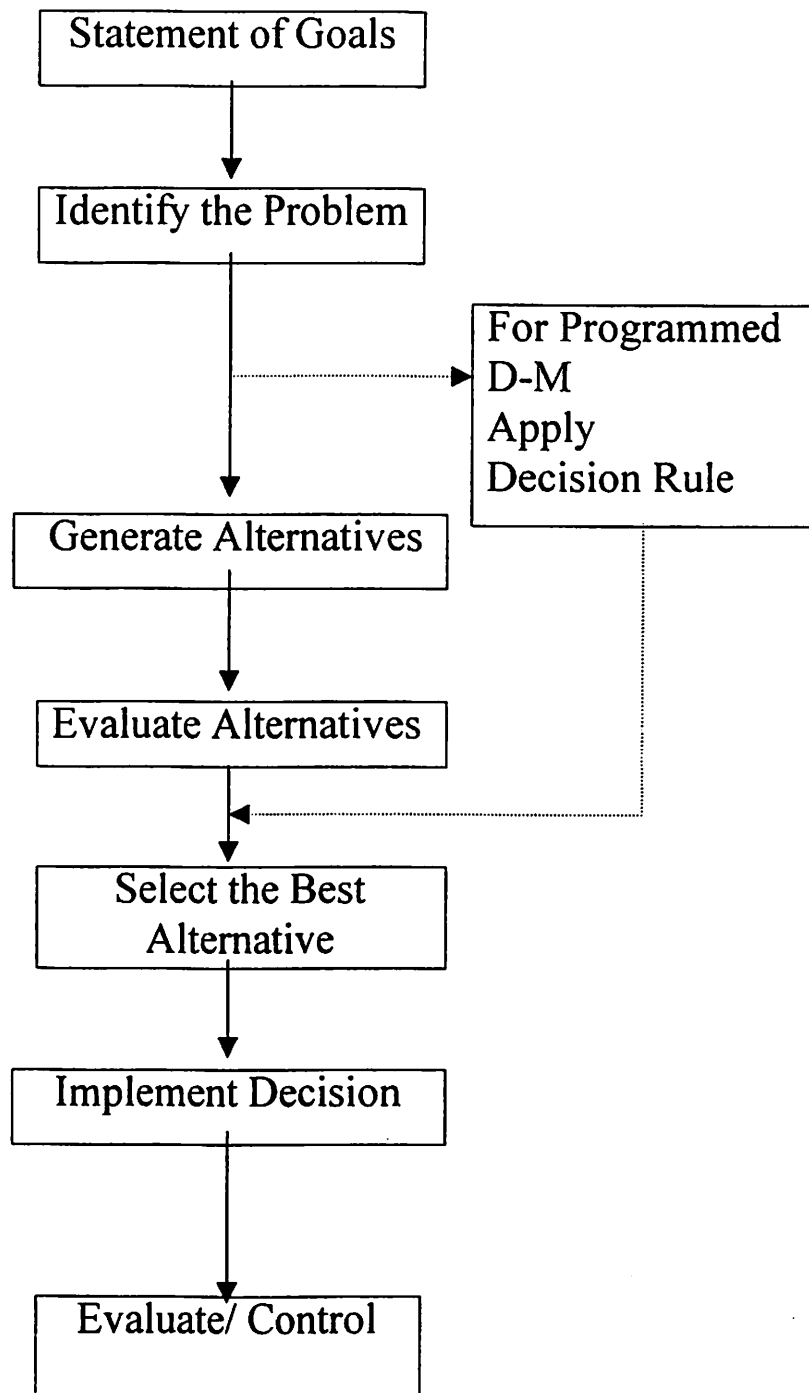 Statement of Goals
Identify the Problem
For Programmed
D-M
Apply
Decision Rule
Generate Alternatives
Evaluate Alternatives
Select the Best
Alternative
Implement Decision
Evaluate/ Control